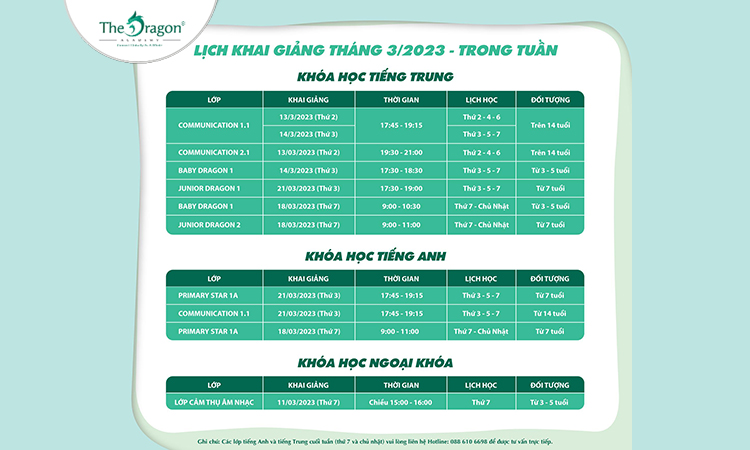 The Dragon®
ACADEMY
LỊCH KHAI GIẢNG THÁNG 3/2023 - TRONG TUẦN
KHÓA HỌC TIẾNG TRUNG
LỚP KHAI GIẢNG THỜI GIAN LỊCH HỌC ĐỐI TƯỢNG
COMMUNICATION 1.1 13/3/2023 (Thứ 2) 17:45 - 19:15 Thứ 2 - 4 - 6 Trên 14 tuổi
14/3/2023 (Thứ 3) Thứ 3 - 5 - 7
COMMUNICATION 2.1 13/03/2023 (Thứ 2) 19:30 - 21:00 Thứ 2 - 4 - 6 Trên 14 tuổi
BABY DRAGON 1 14/3/2023 (Thứ 3) 17:30 - 18:30 Thứ 3 - 5 - 7 Từ 3 - 5 tuổi
JUNIOR DRAGON 1 21/03/2023 (Thứ 3) 17:30 - 19:00 Thứ 3 - 5 - 7 Từ 7 tuổi
BABY DRAGON 1 18/03/2023 (Thứ 7) 9:00 - 10:30 Thứ 7 - Chủ Nhật Từ 3 - 5 tuổi
JUNIOR DRAGON 2 18/03/2023 (Thứ 7) 9:00 - 11:00 Thứ 7 - Chủ Nhật Từ 7 tuổi
KHÓA HỌC TIẾNG ANH
LỚP KHAI GIẢNG THỜI GIAN LỊCH HỌC ĐỐI TƯỢNG
PRIMARY STAR 1A 21/03/2023 (Thứ 3) 17:45 - 19:15 Thứ 3 - 5 - 7 Từ 7 tuổi
COMMUNICATION 1.1 21/03/2023 (Thứ 3) 17:45 - 19:15 Thứ 3 - 5 - 7 Từ 14 tuổi
PRIMARY STAR 1A 18/03/2023 (Thứ 7) 9:00 - 11:00 Thứ 7 - Chủ Nhật Từ 7 tuổi
KHÓA HỌC NGOẠI KHÓA
LỚP KHAI GIẢNG THỜI GIAN LỊCH HỌC ĐỐI TƯỢNG
LỚP CẢM THỤ ÂM NHẠC 11/03/2023 (Thứ 7) Chiều 15:00 - 16:00 Thứ 7 Từ 3 - 5 tuổi
Ghi chú: Các lớp tiếng Anh và tiếng Trung cuối tuần (thứ 7 và chủ nhật) vui lòng liên hệ Hotline: 088 610 6698 để được tư vấn trực tiếp.